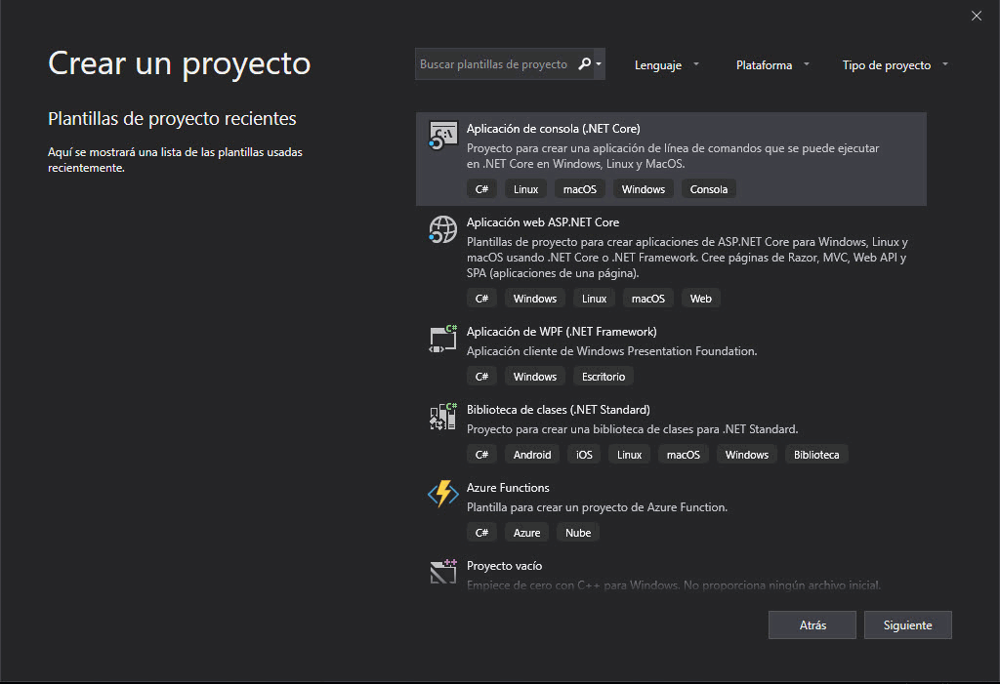 Crear un proyecto
Buscar plantillas de proyecto
Lenguaje
Plataforma
Tipo de proyecto
Plantillas de proyecto recientes
Aquí se mostrará una lista de las plantillas usadas
recientemente.
C:\
Aplicación de consola (.NET Core)
Proyecto para crear una aplicación de línea de comandos que se puede ejecutar
en .NET Core en Windows, Linux y MacOS.
C# Linux macOS Windows Consola
Aplicación web ASP.NET Core
Plantillas de proyecto para crear aplicaciones de ASP.NET Core para Windows, Linux y
macOS usando .NET Core o .NET Framework. Cree páginas de Razor, MVC, Web API y
SPA (aplicaciones de una página).
C# Windows Linux macOS Web
C#
Aplicación de WPF (.NET Framework)
Aplicación cliente de Windows Presentation Foundation.
C# Windows Escritorio
C#
Biblioteca de clases (.NET Standard)
Proyecto para crear una biblioteca de clases para .NET Standard.
C# Android iOS Linux macOS Windows Biblioteca
Azure Functions
Plantilla para crear un proyecto de Azure Function.
C# Azure Nube
++
Proyecto vacío
Empiece de cero con C++ para Windows. No proporciona ningún archivo inicial.
Atrás
Siguiente